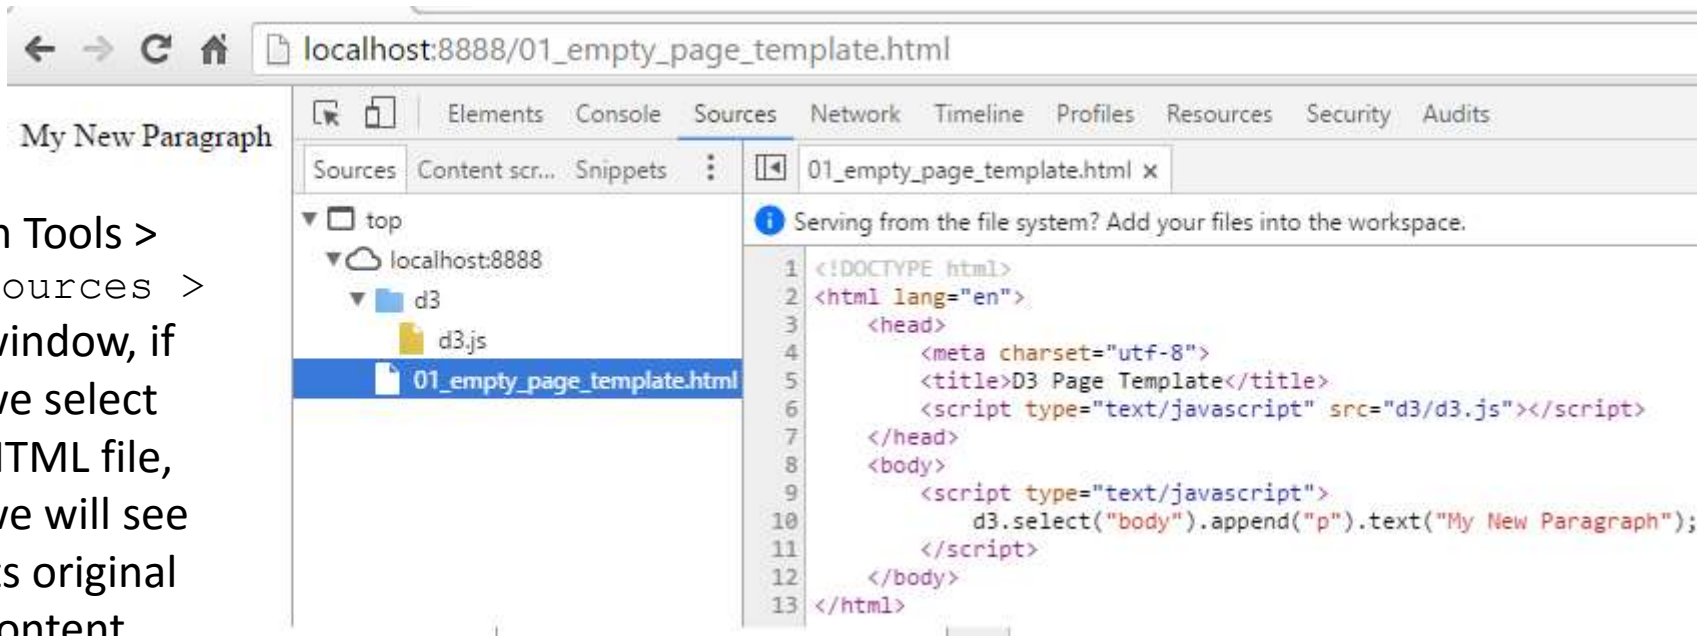 localhost:8888/01_empty_page_template.html
My New Paragraph
Elements Console Sources Network Timeline Profiles Resources Security Audits
Sources Content scr... Snippets
01_empty_page_template.html ×
top
localhost:8888
d3
d3.js
01_empty_page_template.html
Serving from the file system? Add your files into the workspace.
1 <!DOCTYPE html>
2 <html lang="en">
3 <head>
4 <meta charset="utf-8">
5 <title>D3 Page Template</title>
6 <script type="text/javascript" src="d3/d3.js"></script>
7 </head>
8 <body>
9 <script type="text/javascript">
10 d3.select("body").append("p").text("My New Paragraph");
11 </script>
12 </body>
13 </html>
n Tools >
ources >
window, if
we select
HTML file,
we will see
ts original
ontent